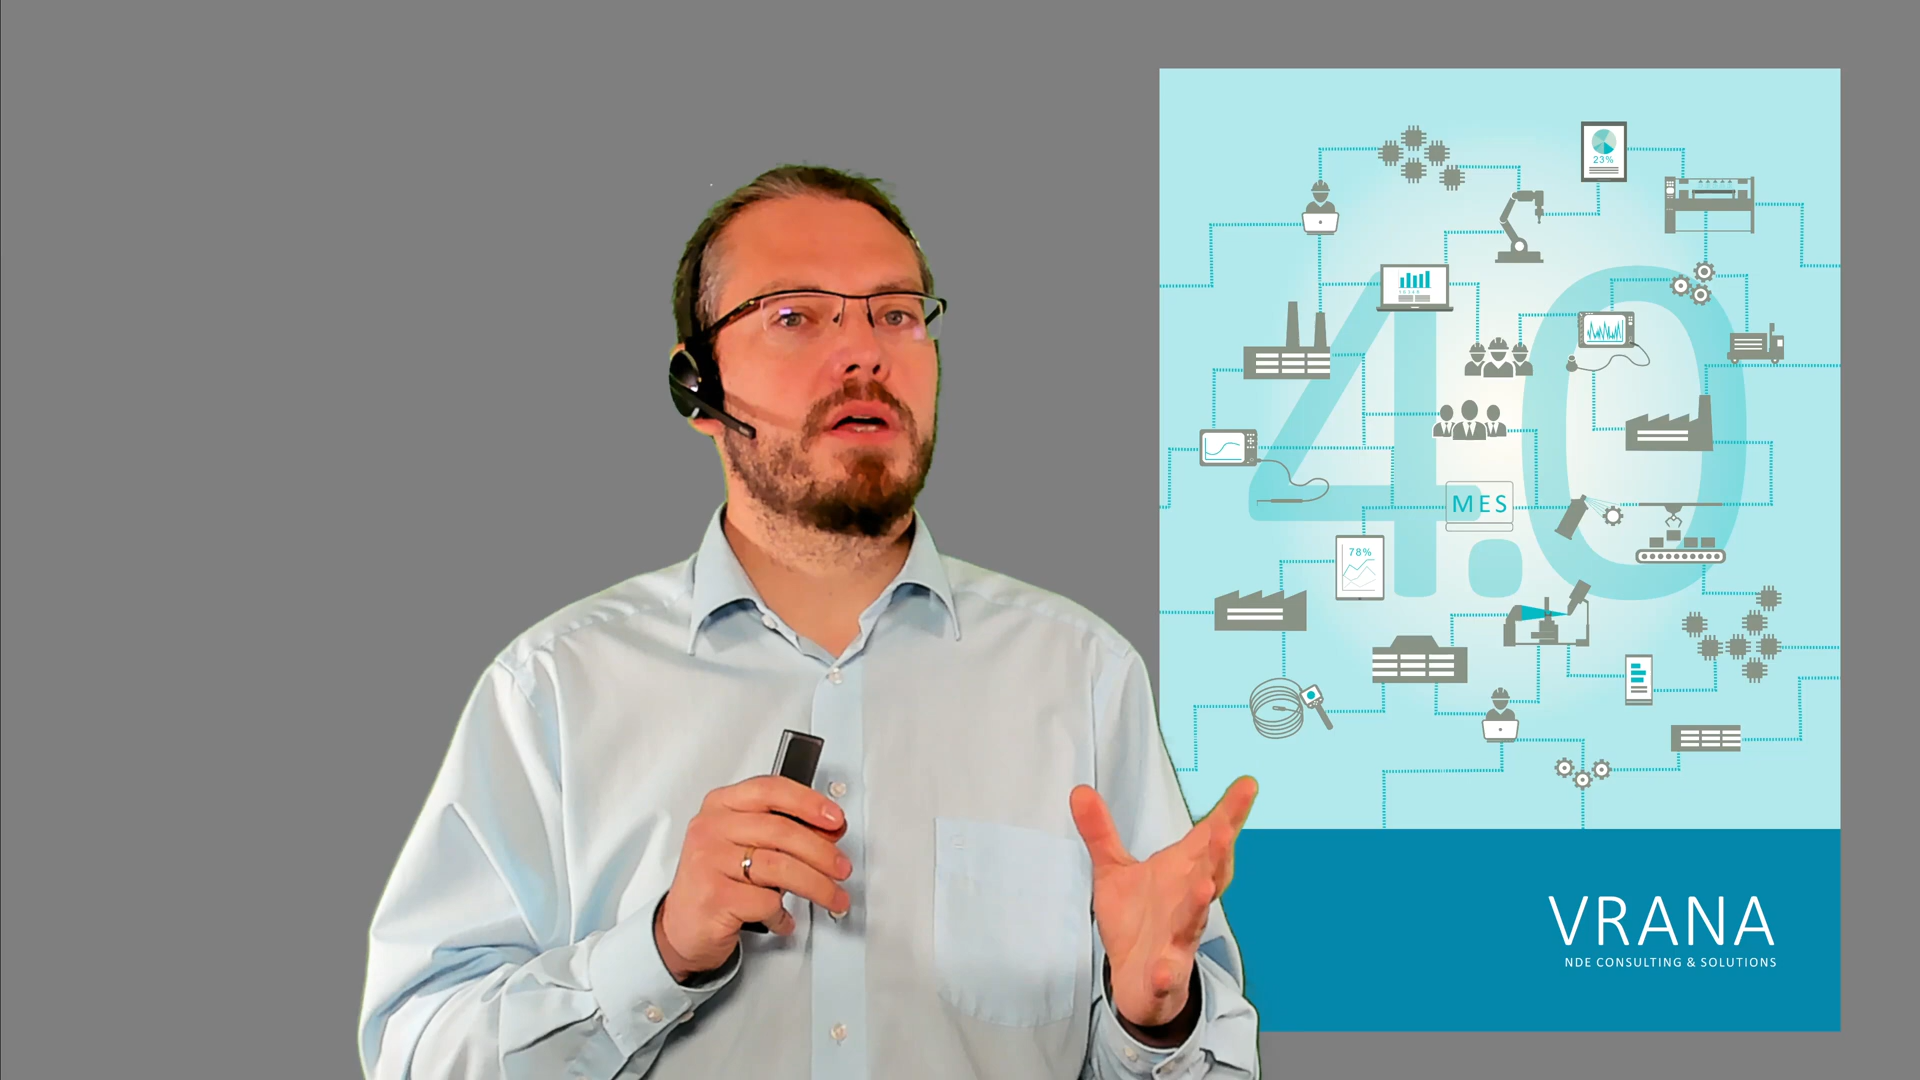 23%
4.0
MES
78%
VRANA
NDE CONSULTING & SOLUTIONS